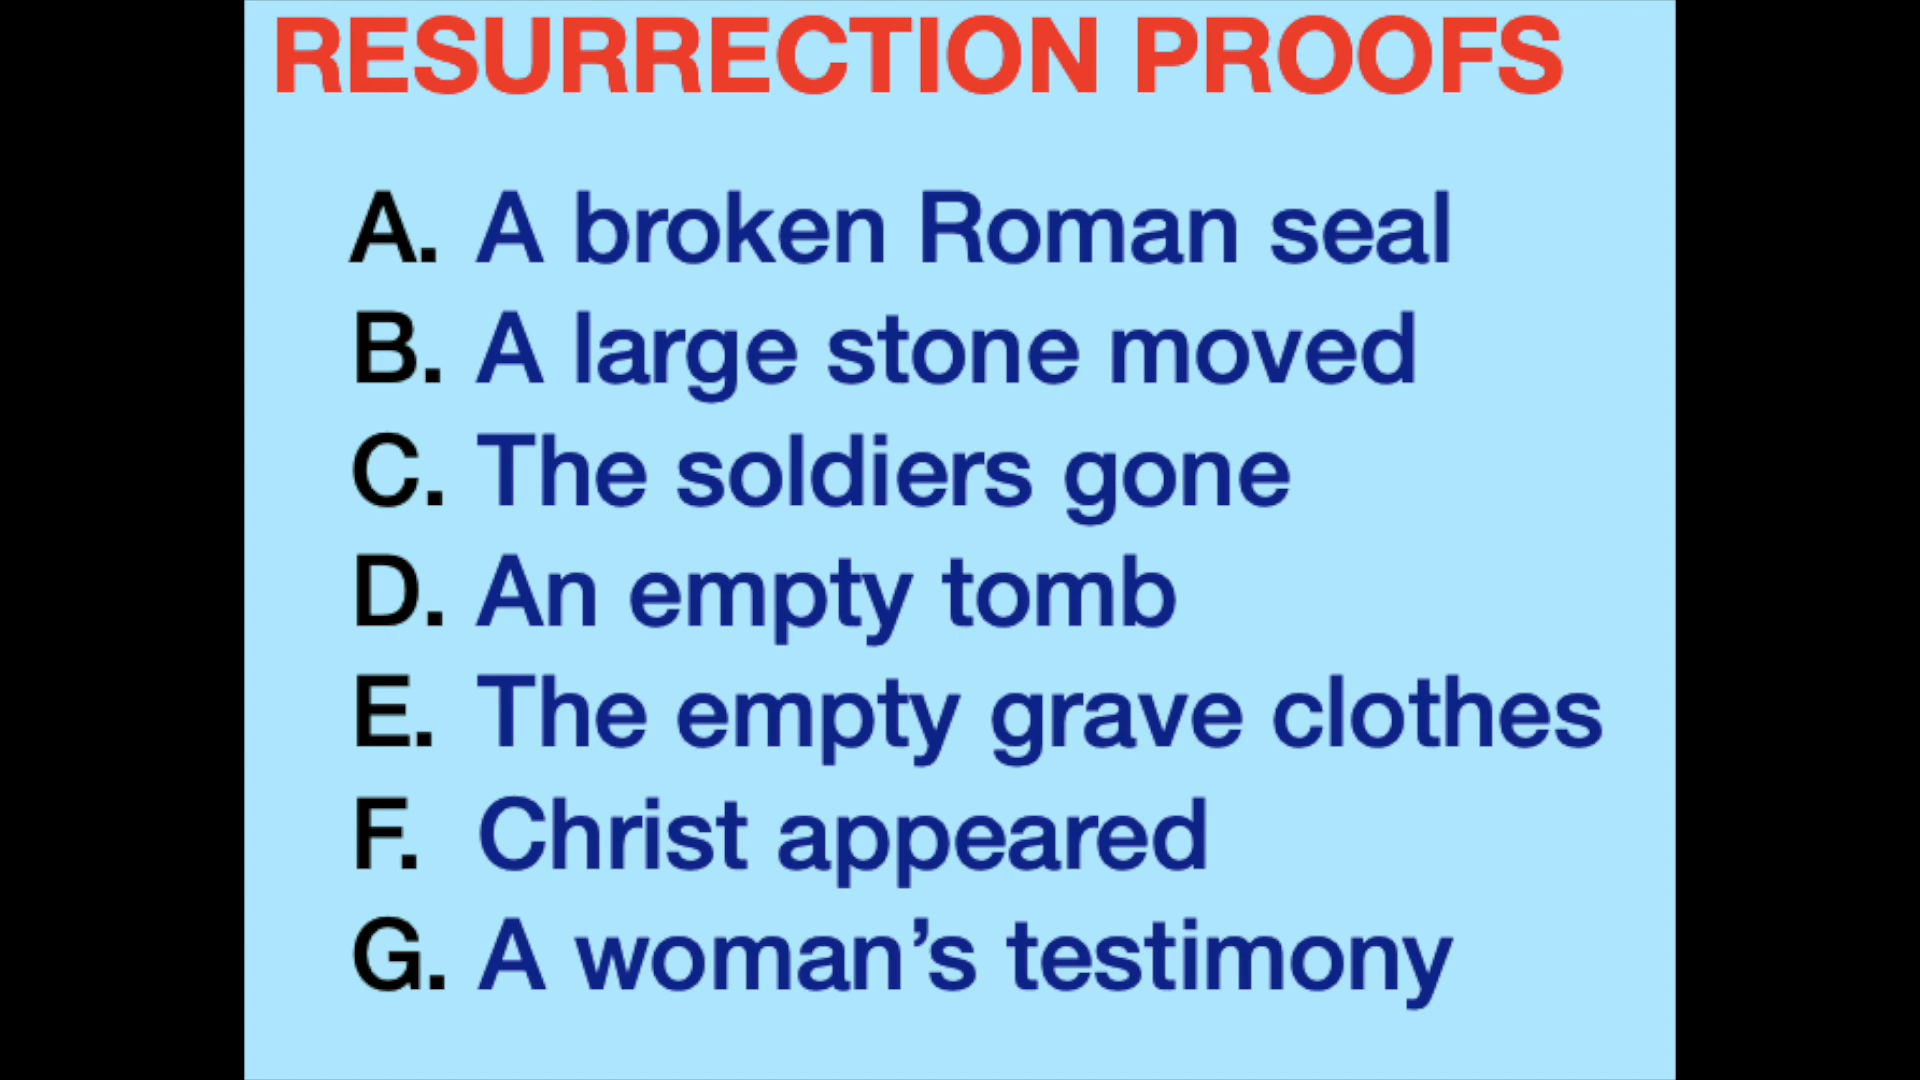 RESURRECTION PROOFS
A. A broken Roman seal
B. A large stone moved
C. The soldiers gone
D. An empty tomb
E. The empty grave clothes
F. Christ appeared
G. A woman’s testimony